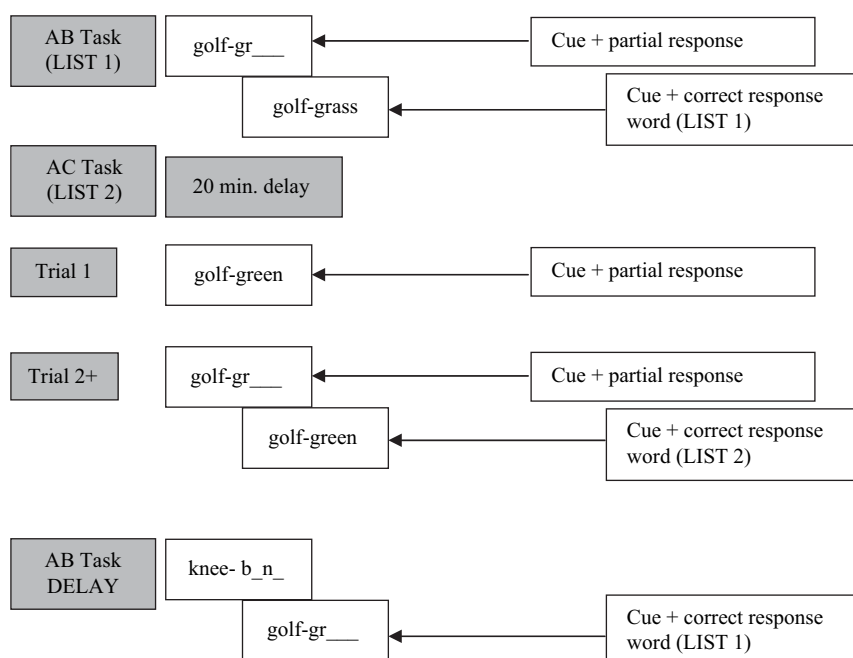 AB Task
(LIST 1)
golf-gr___
Cue + partial response
golf-grass
Cue + correct response
word (LIST 1)
AC Task
(LIST 2)
20 min. delay
Trial 1
golf-green
Cue + partial response
Trial 2+
golf-gr___
Cue + partial response
golf-green
Cue + correct response
word (LIST 2)
AB Task
DELAY
knee- b_n_
golf-gr___
Cue + correct response
word (LIST 1)